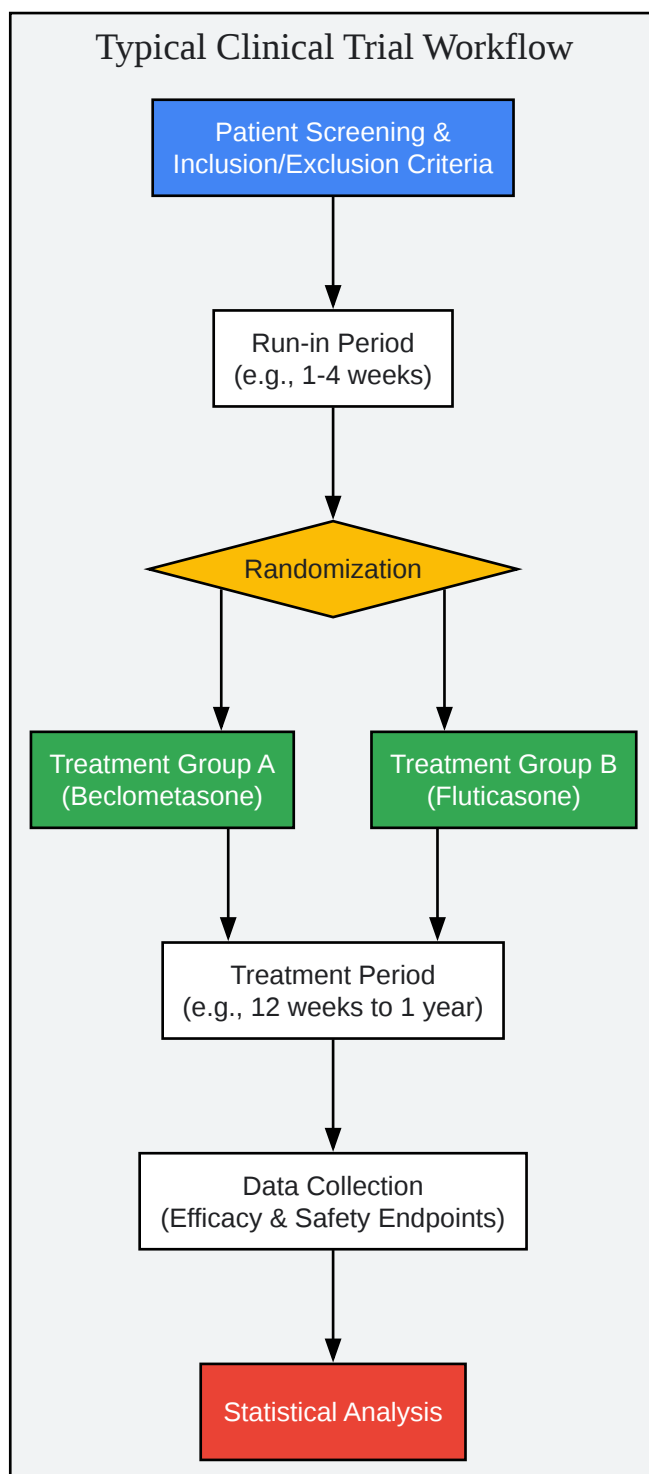 Typical Clinical Trial Workflow
Patient Screening &
Inclusion/Exclusion Criteria
Run-in Period
(e.g., 1-4 weeks)
Randomization
Treatment Group A
(Beclometasone)
Treatment Group B
(Fluticasone)
Treatment Period
(e.g., 12 weeks to 1 year)
Data Collection
(Efficacy & Safety Endpoints)
Statistical Analysis